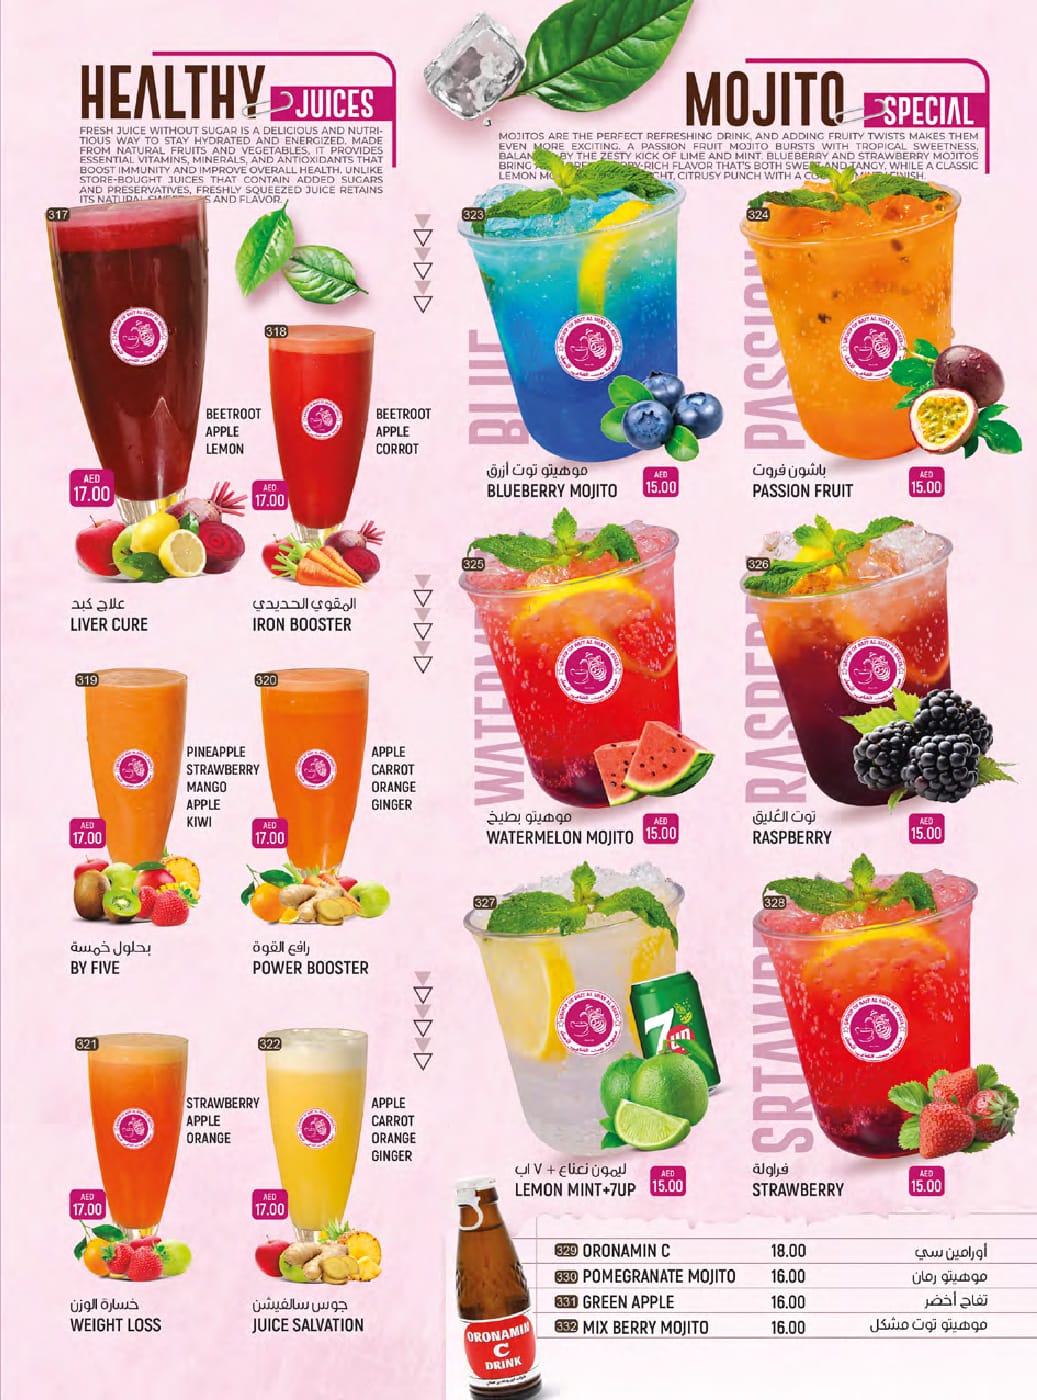 HEALTHY
JUICES
FRESH JUICE WITHOUT SUGAR IS A DELICIOUS AND NUTRI-
TIOUS WAY TO STAY HYDRATED AND ENERGIZED. MADE
FROM NATURAL FRUITS AND VEGETABLES, IT PROVIDES
ESSENTIAL VITAMINS, MINERALS, AND ANTIOXIDANTS THAT
BOOST IMMUNITY AND IMPROVE OVERALL HEALTH. UNLIKE
STORE-BOUGHT JUICES THAT CONTAIN ADDED SUGARS
AND PRESERVATIVES, FRESHLY SQUEEZED JUICE RETAINS
ITS NATURAL AND FLAVOR.
317
BEETROOT
APPLE
LEMON
AED
17.00
علاج كبد
LIVER CURE
318
BEETROOT
APPLE
CORROT
AED
17.00
المقوي الحديدي
IRON BOOSTER
319
PINEAPPLE
STRAWBERRY
MANGO
APPLE
KIWI
AED
17.00
بحلول خمسة
BY FIVE
320
APPLE
CARROT
ORANGE
GINGER
AED
17.00
رافع القوة
POWER BOOSTER
321
STRAWBERRY
APPLE
ORANGE
AED
17.00
خسارة الوزن
WEIGHT LOSS
322
APPLE
CARROT
ORANGE
GINGER
AED
17.00
جوس سالفيشن
JUICE SALVATION
MOJITO
SPECIAL
MOJITOS ARE THE PERFECT REFRESHING DRINK, AND ADDING FRUITY TWISTS MAKES THEM
EVEN MORE EXCITING. A PASSION FRUIT MOJITO BURSTS WITH TROPICAL SWEETNESS,
BY THE ZESTY KICK OF LIME AND MINT. BLUEBERRY AND STRAWBERRY MOJITOS
BRING FLAVOR THAT'S BOTH SWEET AND TANGY, WHILE A CLASSIC
LEMON CITRUSY PUNCH WITH A
323
BLUE
موهيتو توت أزرق
BLUEBERRY MOJITO
AED
15.00
324
PASSION
باشون فروت
PASSION FRUIT
AED
15.00
325
WATERM
موهيتو بطيخ
WATERMELON MOJITO
AED
15.00
326
RASPBERR
توت العُليق
RASPBERRY
AED
15.00
327
7UP
ليمون نعناع + ٧ اب
LEMON MINT+7UP
AED
15.00
328
SRTAWBE
فراولة
STRAWBERRY
AED
15.00
329 ORONAMIN C 18.00 أورامين سي
330 POMEGRANATE MOJITO 16.00 موهيتو رمان
331 GREEN APPLE 16.00 تفاح أخضر
332 MIX BERRY MOJITO 16.00 موهيتو توت مشكل
ORONAMIN
C
DRINK